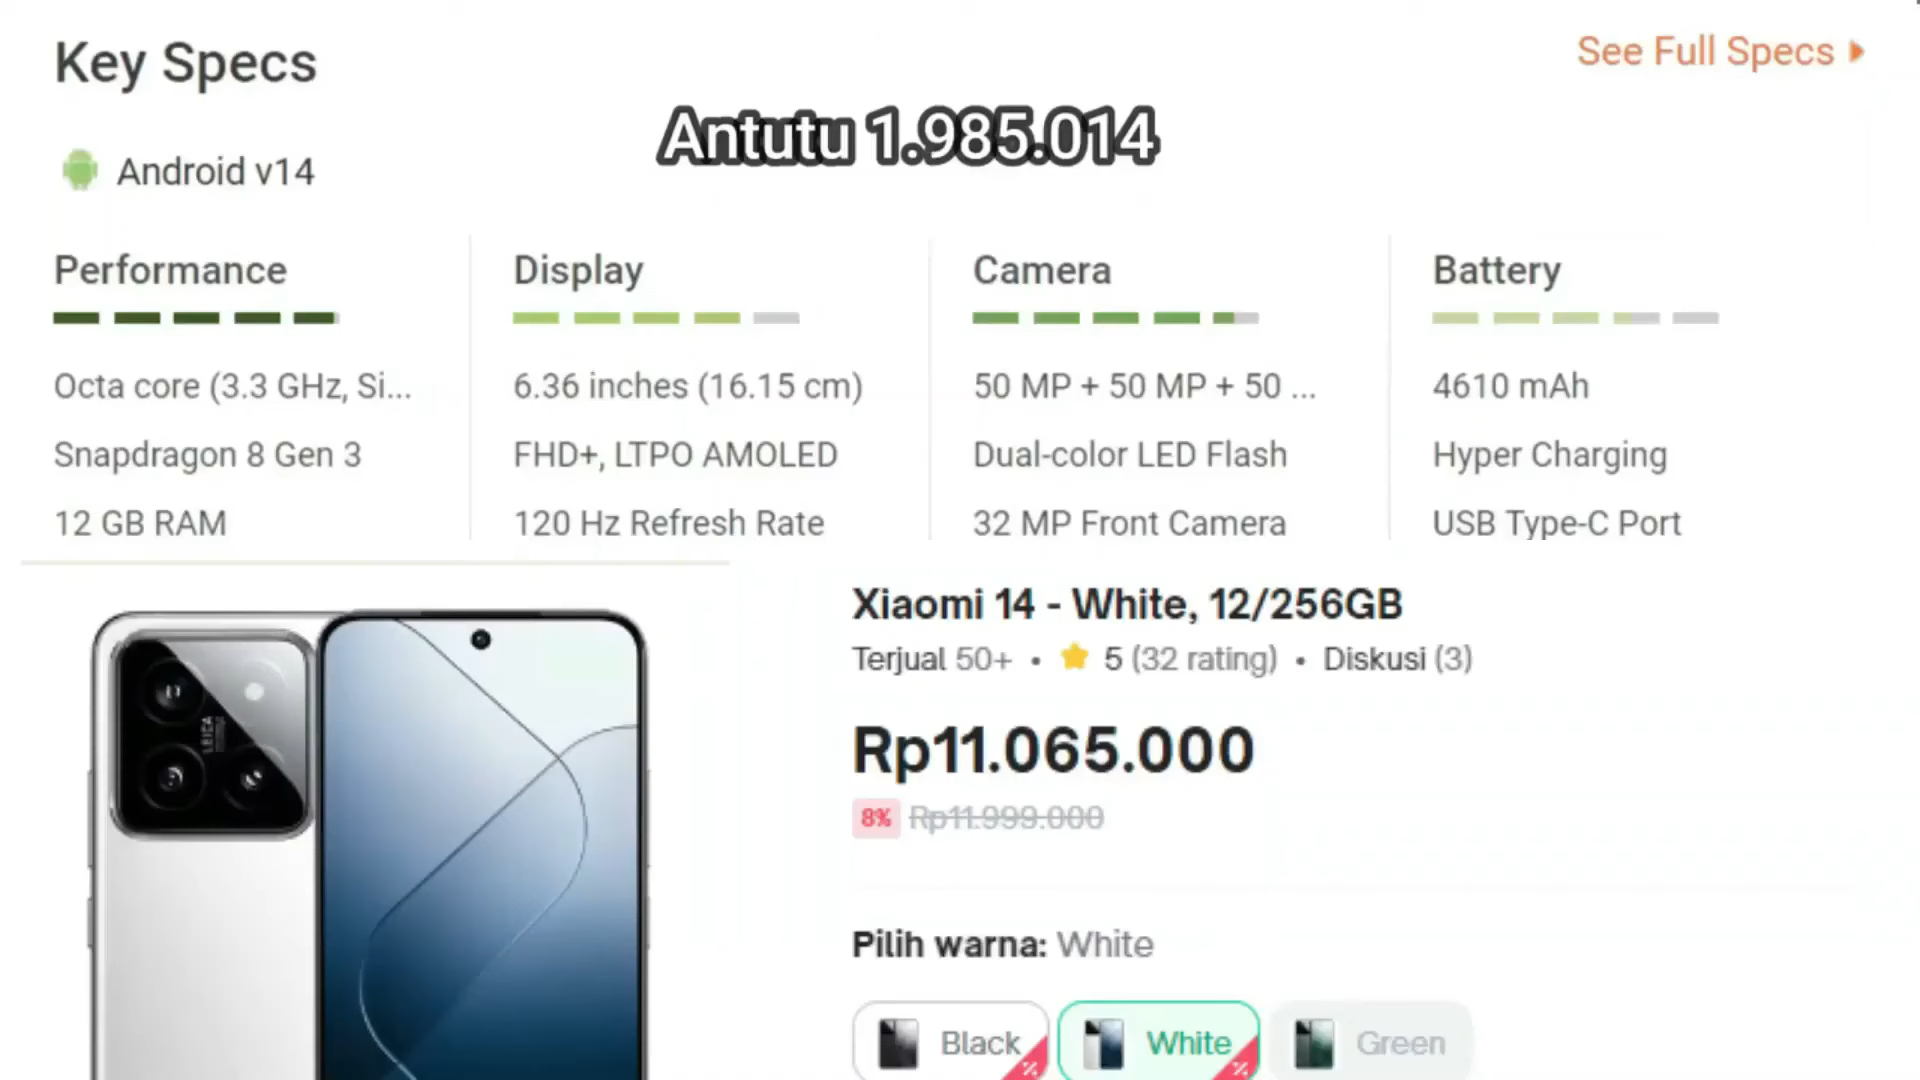 Key Specs
See Full Specs
Antutu 1.985.014
Android v14
Performance
Octa core (3.3 GHz, Si...
Snapdragon 8 Gen 3
12 GB RAM
Display
6.36 inches (16.15 cm)
FHD+, LTPO AMOLED
120 Hz Refresh Rate
Camera
50 MP + 50 MP + 50 ...
Dual-color LED Flash
32 MP Front Camera
Battery
4610 mAh
Hyper Charging
USB Type-C Port
LEICA
Xiaomi 14 - White, 12/256GB
Terjual 50+ • 5 (32 rating) • Diskusi (3)
Rp11.065.000
8% Rp11.999.000
Pilih warna: White
Black % White % Green